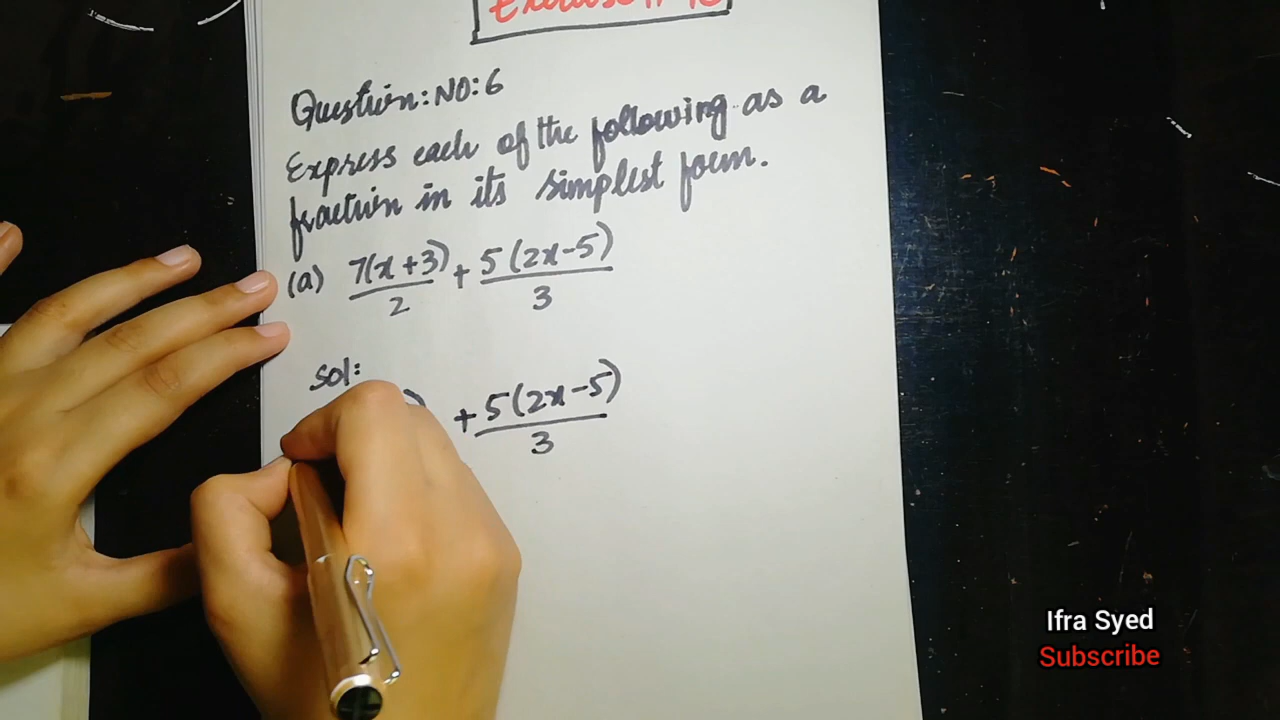 Question:NO:6
Express each of the following as a
fraction in its simplest form.
(a) 7(x+3)/2 + 5(2x-5)/3
Sol:
) + 5(2x-5)/3
Ifra Syed
Subscribe